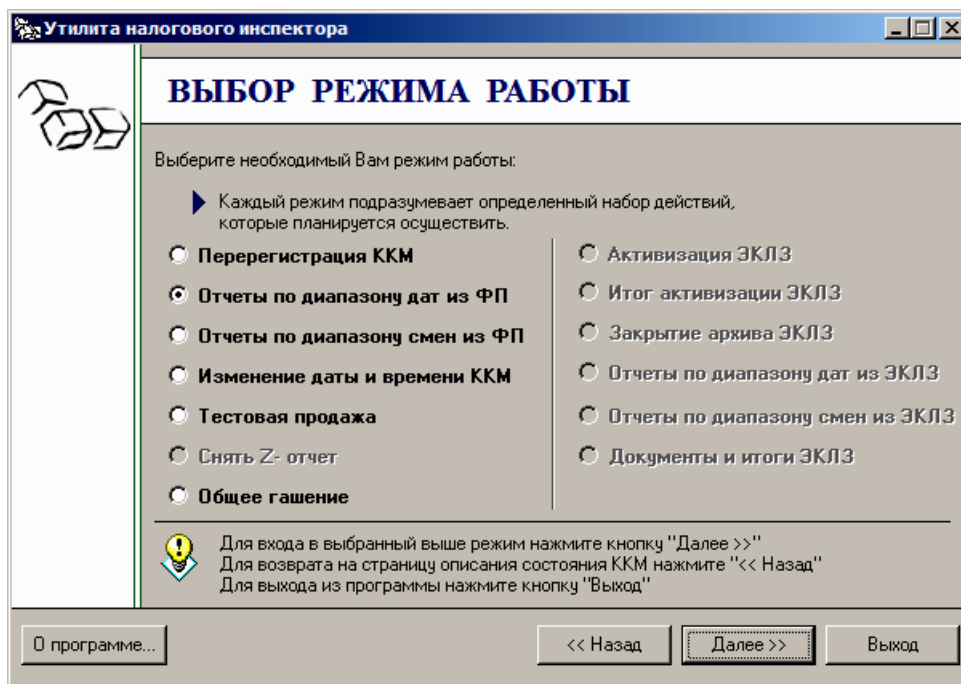 Утилита налогового инспектора
ВЫБОР РЕЖИМА РАБОТЫ
Выберите необходимый Вам режим работы:
Каждый режим подразумевает определенный набор действий,
которые планируется осуществить.
Перерегистрация ККМ
Отчеты по диапазону дат из ФП
Отчеты по диапазону смен из ФП
Изменение даты и времени ККМ
Тестовая продажа
Снять Z- отчет
Общее гашение
Активизация ЭКЛЗ
Итог активизации ЭКЛЗ
Закрытие архива ЭКЛЗ
Отчеты по диапазону дат из ЭКЛЗ
Отчеты по диапазону смен из ЭКЛЗ
Документы и итоги ЭКЛЗ
Для входа в выбранный выше режим нажмите кнопку "Далее >>"
Для возврата на страницу описания состояния ККМ нажмите "<< Назад"
Для выхода из программы нажмите кнопку "Выход"
О программе...
<< Назад
Далее >>
Выход